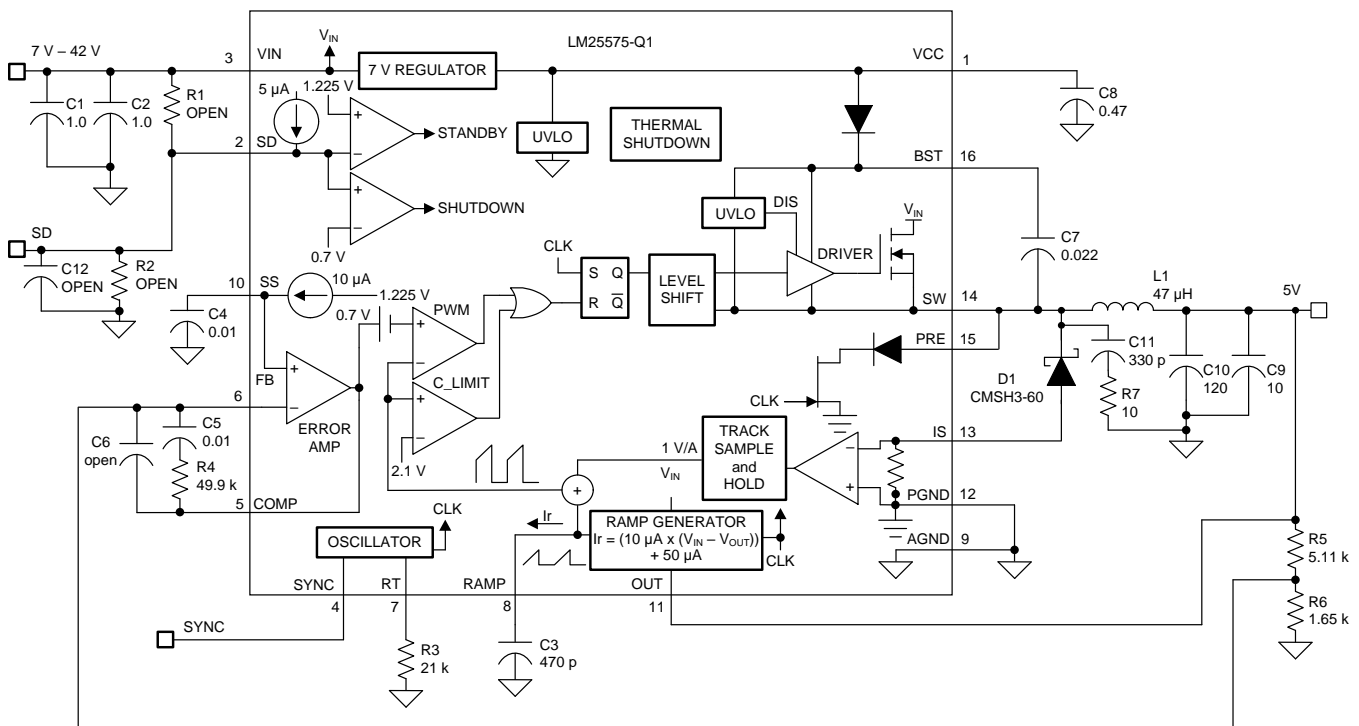 LM25575-Q1
7 V – 42 V
3 VIN
V_IN
7 V REGULATOR
VCC 1
C1
1.0
C2
1.0
R1
OPEN
5 µA
1.225 V
+
−
STANDBY
UVLO
THERMAL
SHUTDOWN
C8
0.47
2 SD
+
−
SHUTDOWN
0.7 V
BST 16
UVLO
DIS
V_IN
DRIVER
C7
0.022
SD
C12
OPEN
R2
OPEN
10 SS
10 µA
1.225 V
C4
0.01
0.7 V
PWM
+
−
CLK
S Q
R Q̅
LEVEL
SHIFT
SW 14
L1
47 µH
5V
PRE 15
CLK
C11
330 p
R7
10
D1
CMSH3-60
C10
120
C9
10
FB
+
−
ERROR
AMP
C_LIMIT
+
−
2.1 V
6
C6
open
C5
0.01
R4
49.9 k
5 COMP
1 V/A
TRACK
SAMPLE
and
HOLD
−
+
IS 13
PGND 12
AGND 9
V_IN
+
Ir
RAMP GENERATOR
Ir = (10 µA x (V_IN – V_OUT))
+ 50 µA
CLK
CLK
OSCILLATOR
SYNC
4
RT
7
RAMP
8
OUT
11
R5
5.11 k
R6
1.65 k
SYNC
R3
21 k
C3
470 p